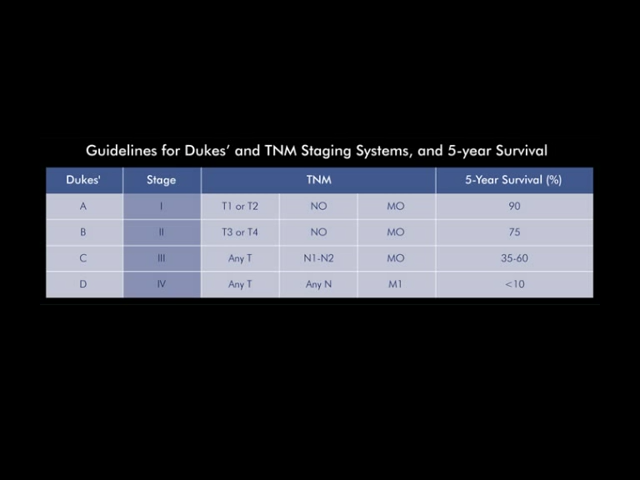 Guidelines for Dukes' and TNM Staging Systems, and 5-year Survival
Dukes' Stage TNM 5-Year Survival (%)
A I T1 or T2 NO MO 90
B II T3 or T4 NO MO 75
C III Any T N1-N2 MO 35-60
D IV Any T Any N M1 <10